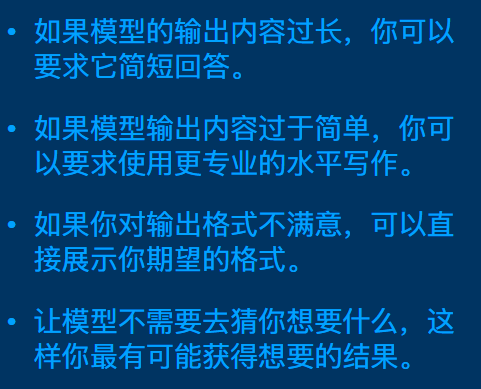 • 如果模型的输出内容过长，你可以
要求它简短回答。
• 如果模型输出内容过于简单，你可
以要求使用更专业的水平写作。
• 如果你对输出格式不满意，可以直
接展示你期望的格式。
• 让模型不需要去猜你想要什么，这
样你最有可能获得想要的结果。